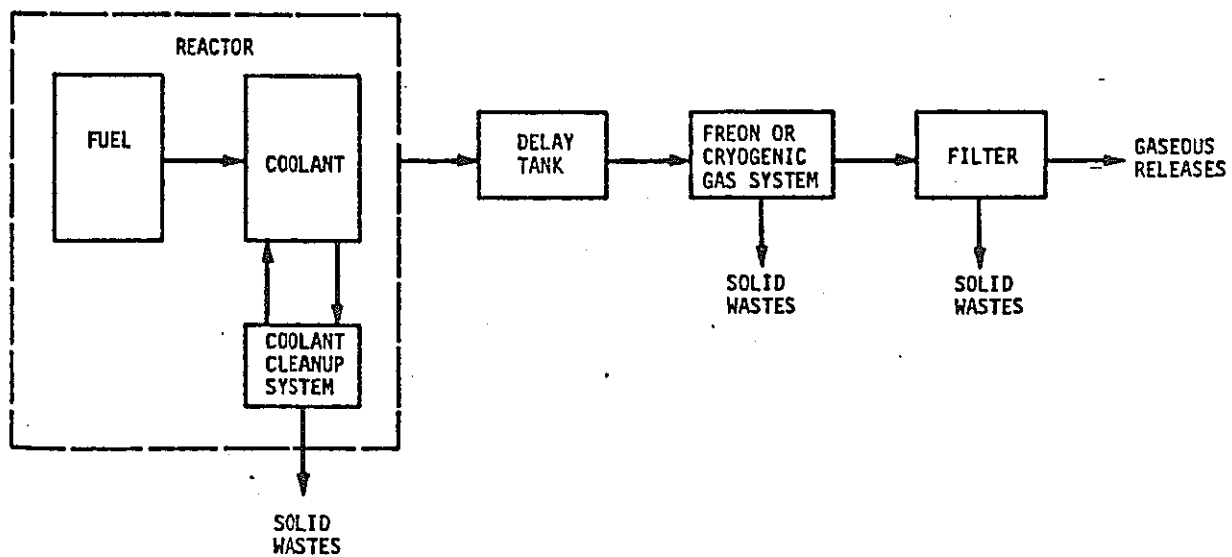 REACTOR
FUEL
COOLANT
COOLANT
CLEANUP
SYSTEM
SOLID
WASTES
DELAY
TANK
FREON OR
CRYOGENIC
GAS SYSTEM
SOLID
WASTES
FILTER
SOLID
WASTES
GASEOUS
RELEASES